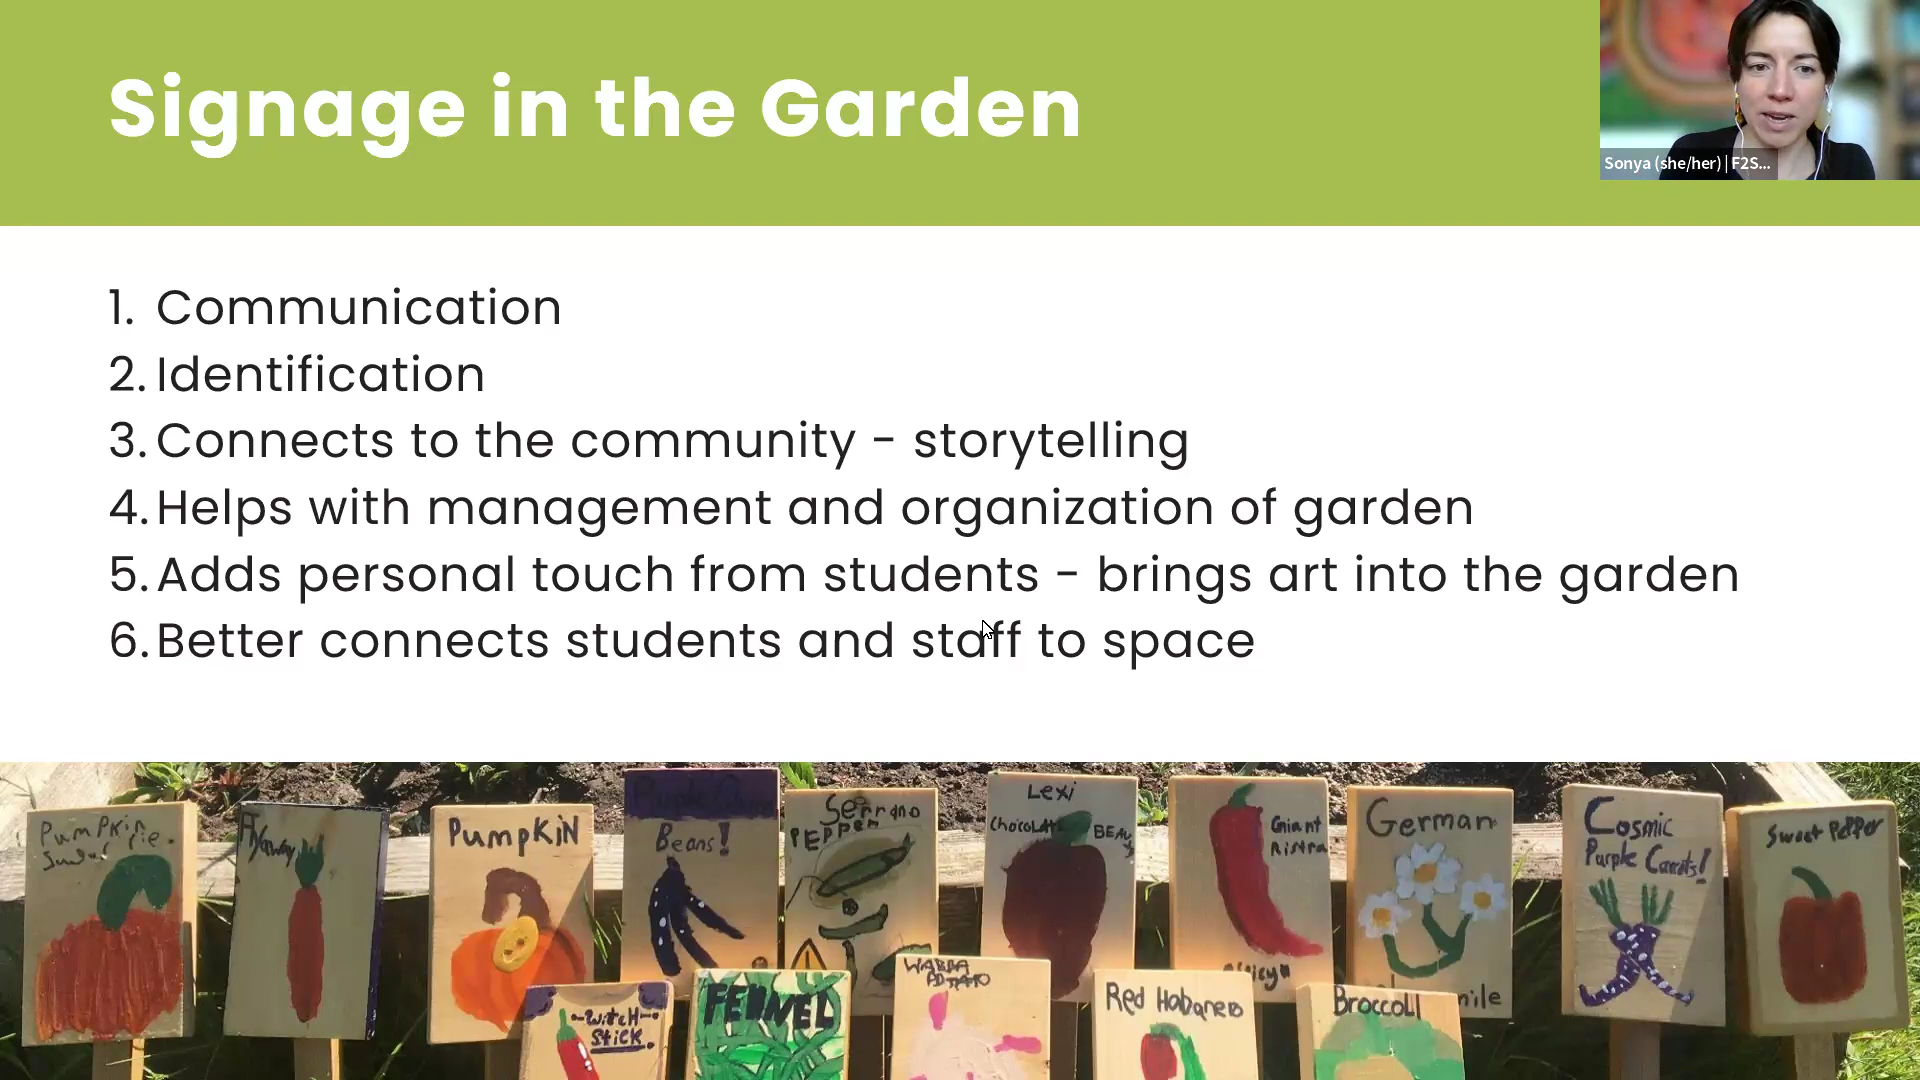 Signage in the Garden
Sonya (she/her) | F2S...
1. Communication
2. Identification
3. Connects to the community - storytelling
4. Helps with management and organization of garden
5. Adds personal touch from students - brings art into the garden
6. Better connects students and staff to space
Pumpkin
Pie.
Pumpkin
Beans!
Serrano
Pepper
Lexi
Chocolate
Giant
Ristra
German
Cosmic
Purple Carrots!
Sweet Pepper
-Witch-
Stick.
FENNEL
WABBA
POTATO
Red Habanero
Broccoli